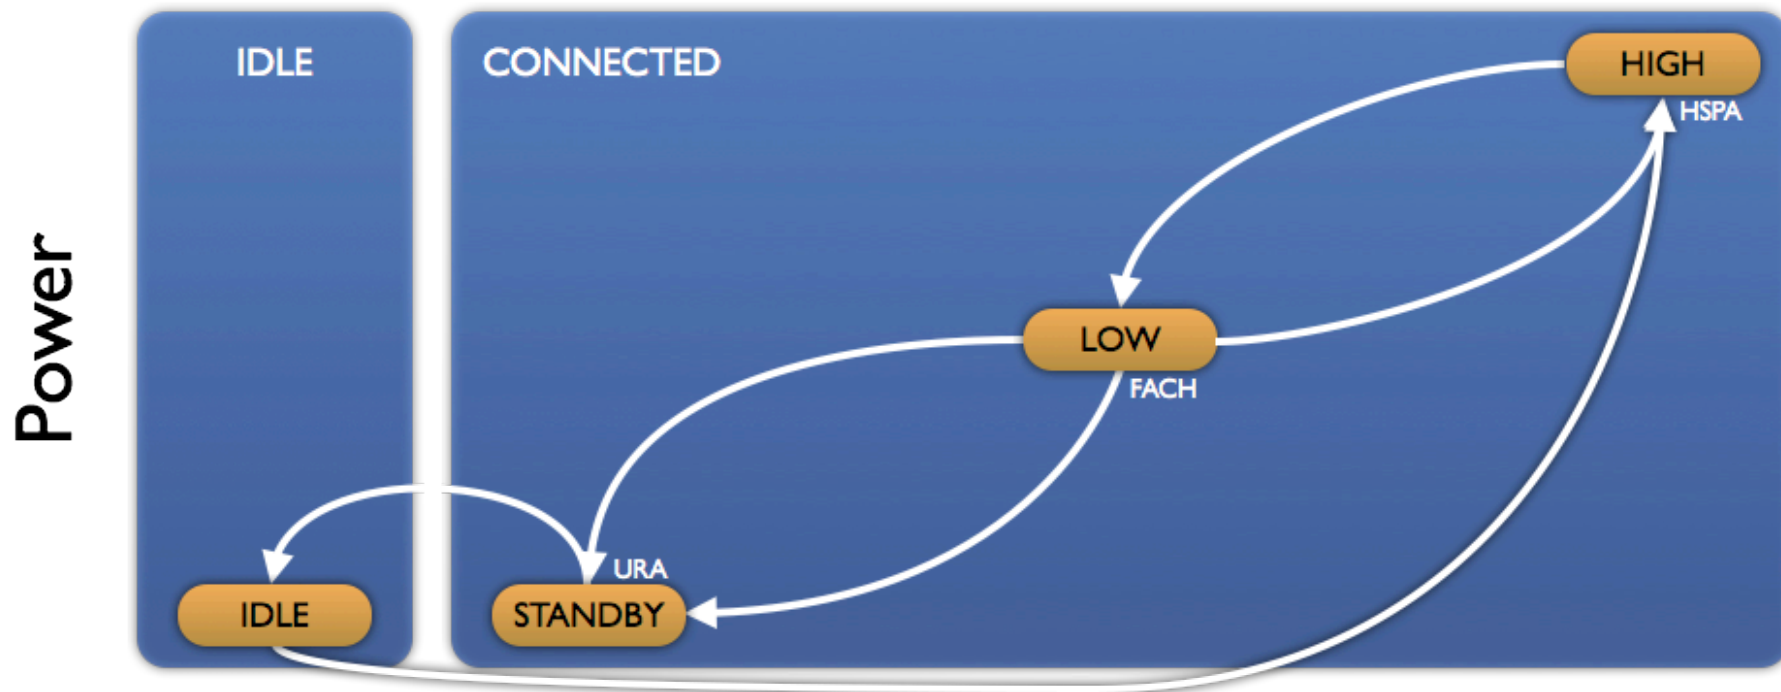 Power
IDLE
CONNECTED
HIGH
HSPA
LOW
FACH
URA
IDLE
STANDBY